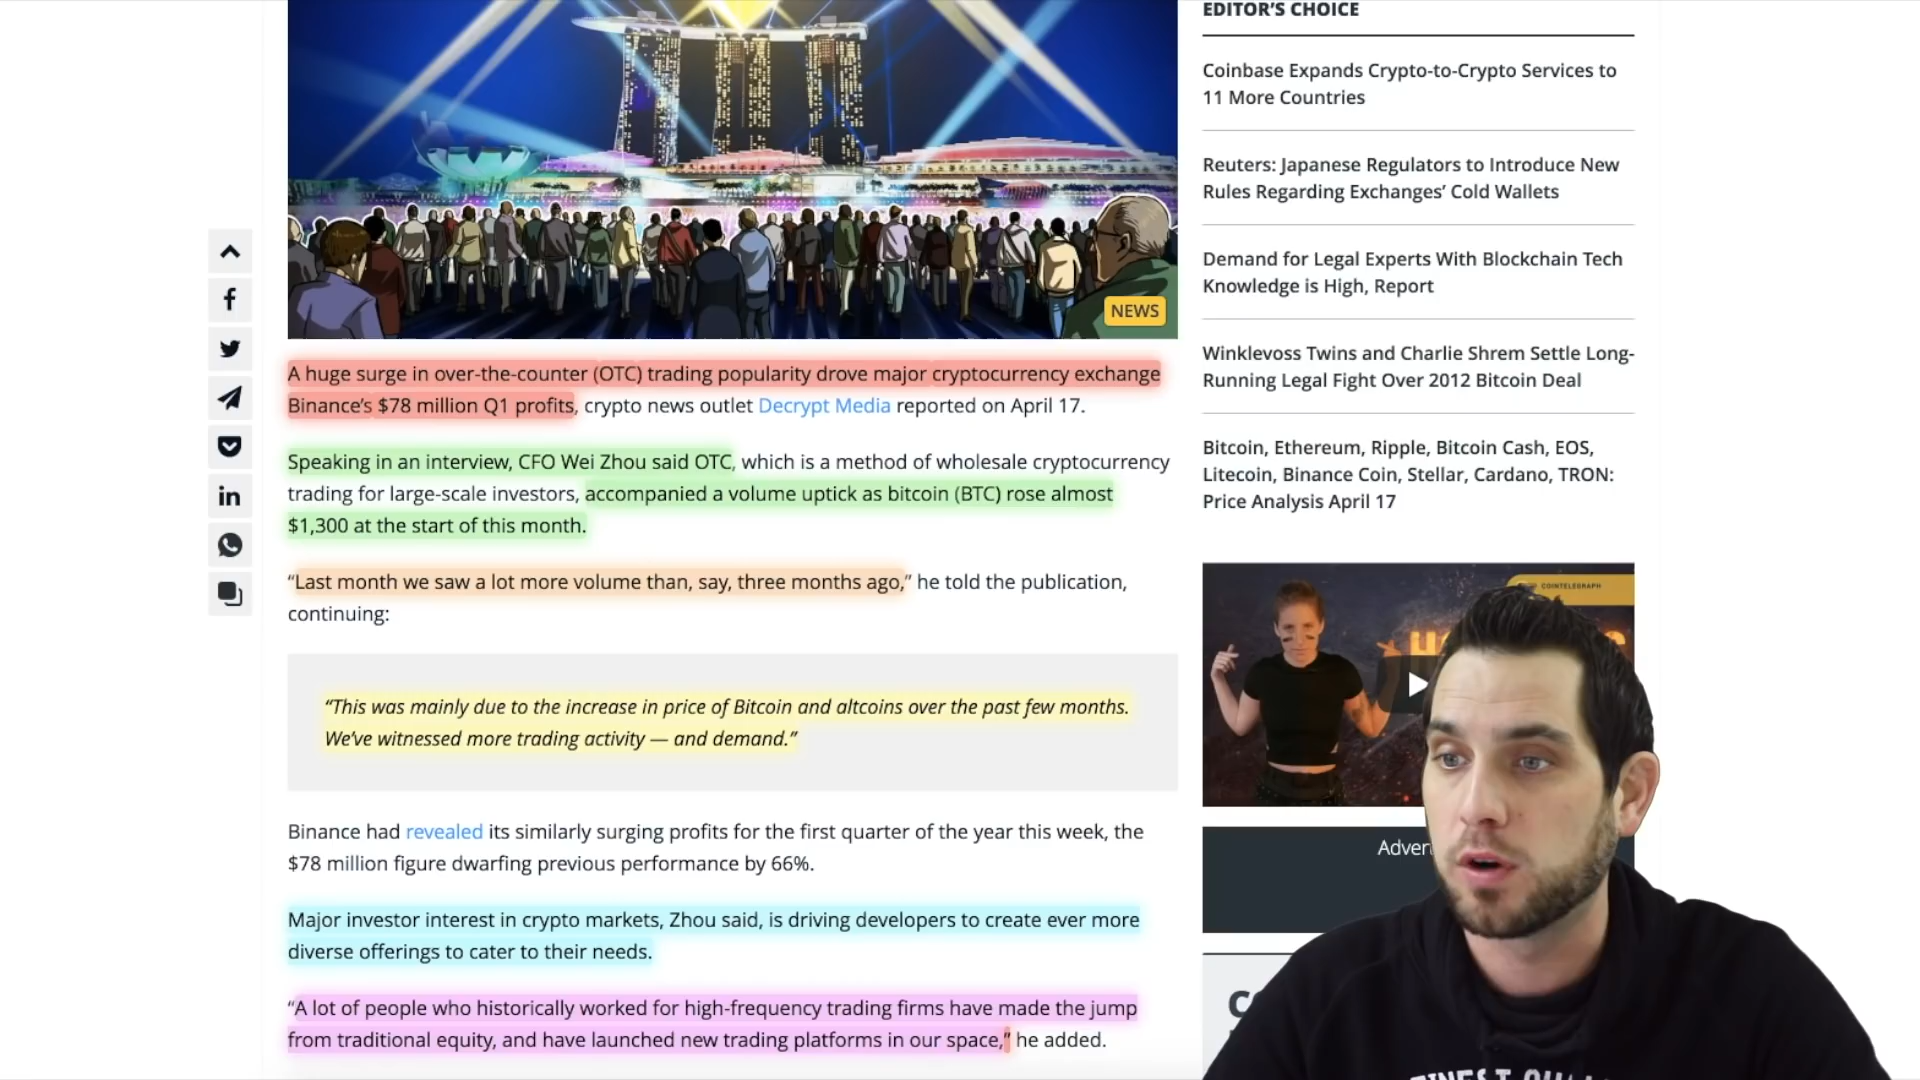 EDITOR'S CHOICE
Coinbase Expands Crypto-to-Crypto Services to
11 More Countries
Reuters: Japanese Regulators to Introduce New
Rules Regarding Exchanges’ Cold Wallets
Demand for Legal Experts With Blockchain Tech
Knowledge is High, Report
Winklevoss Twins and Charlie Shrem Settle Long-
Running Legal Fight Over 2012 Bitcoin Deal
Bitcoin, Ethereum, Ripple, Bitcoin Cash, EOS,
Litecoin, Binance Coin, Stellar, Cardano, TRON:
Price Analysis April 17
NEWS
A huge surge in over-the-counter (OTC) trading popularity drove major cryptocurrency exchange
Binance’s $78 million Q1 profits, crypto news outlet Decrypt Media reported on April 17.
Speaking in an interview, CFO Wei Zhou said OTC, which is a method of wholesale cryptocurrency
trading for large-scale investors, accompanied a volume uptick as bitcoin (BTC) rose almost
$1,300 at the start of this month.
“Last month we saw a lot more volume than, say, three months ago,” he told the publication,
continuing:
“This was mainly due to the increase in price of Bitcoin and altcoins over the past few months.
We’ve witnessed more trading activity — and demand.”
Binance had revealed its similarly surging profits for the first quarter of the year this week, the
$78 million figure dwarfing previous performance by 66%.
Major investor interest in crypto markets, Zhou said, is driving developers to create ever more
diverse offerings to cater to their needs.
“A lot of people who historically worked for high-frequency trading firms have made the jump
from traditional equity, and have launched new trading platforms in our space,” he added.
COINTELEGRAPH